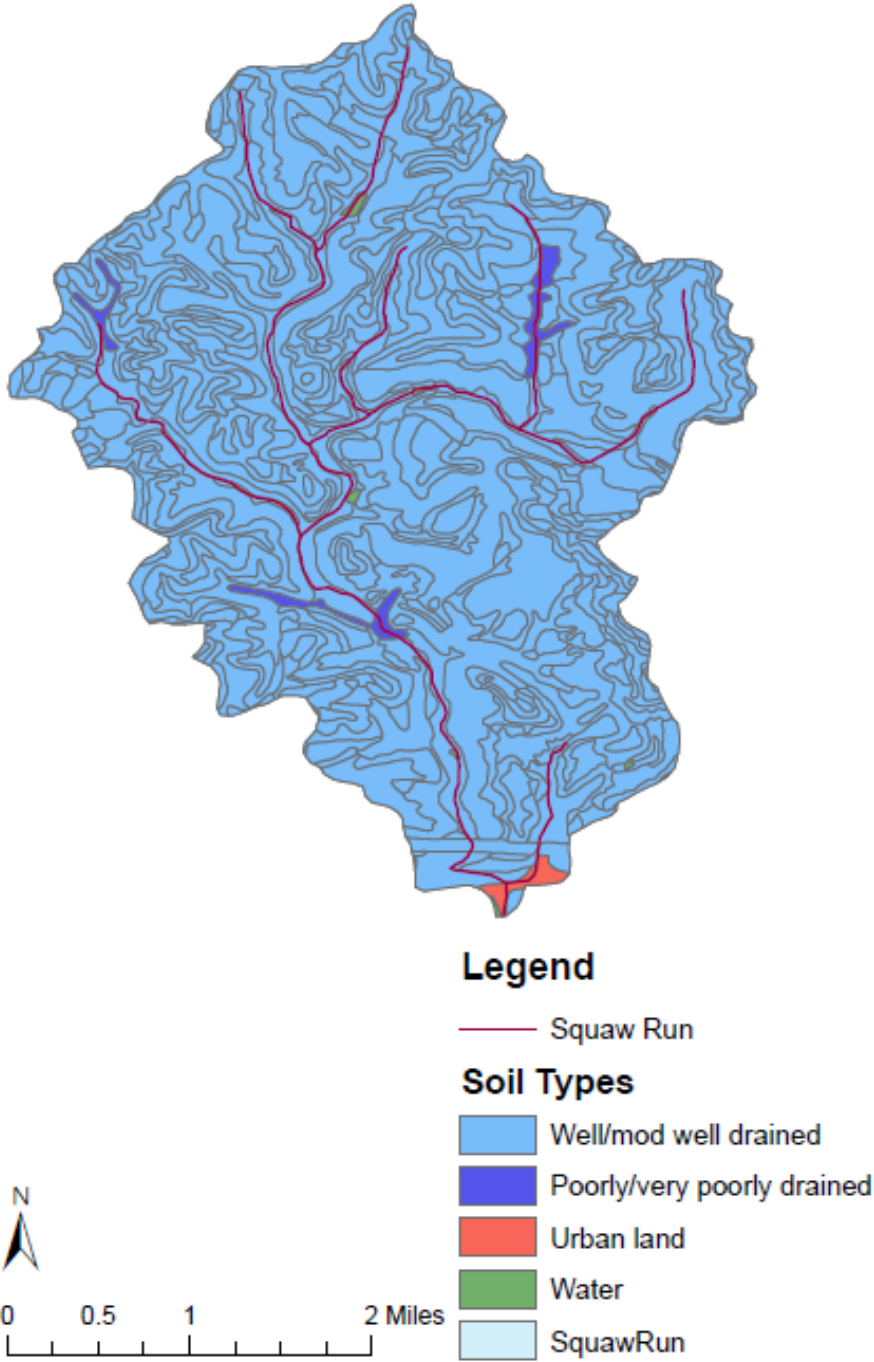 Legend
Squaw Run
Soil Types
Well/mod well drained
Poorly/very poorly drained
Urban land
Water
SquawRun
N
0 0.5 1 2 Miles